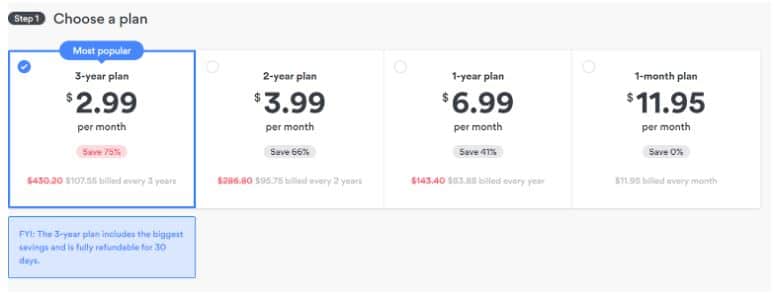 Step 1 Choose a plan
Most popular
3-year plan
$2.99
per month
Save 75%
$430.20 $107.55 billed every 3 years
2-year plan
$3.99
per month
Save 66%
$286.80 $95.75 billed every 2 years
1-year plan
$6.99
per month
Save 41%
$143.40 $83.88 billed every year
1-month plan
$11.95
per month
Save 0%
$11.95 billed every month
FYI: The 3-year plan includes the biggest
savings and is fully refundable for 30
days.